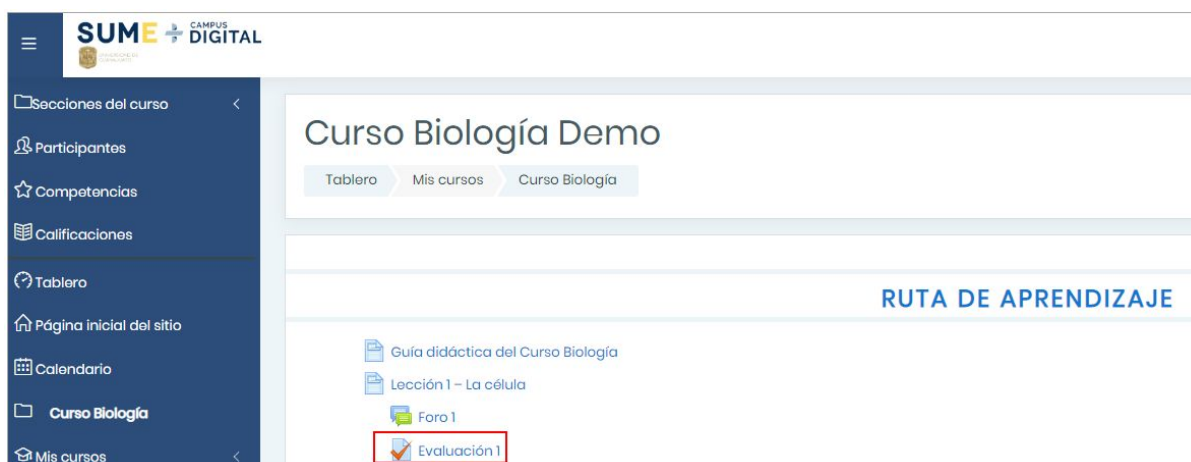 SUME + CAMPUS DIGITAL
Secciones del curso
Participantes
Competencias
Calificaciones
Tablero
Página inicial del sitio
Calendario
Curso Biología
Mis cursos
Curso Biología Demo
Tablero Mis cursos Curso Biología
RUTA DE APRENDIZAJE
Guía didáctica del Curso Biología
Lección 1 – La célula
Foro 1
Evaluación 1